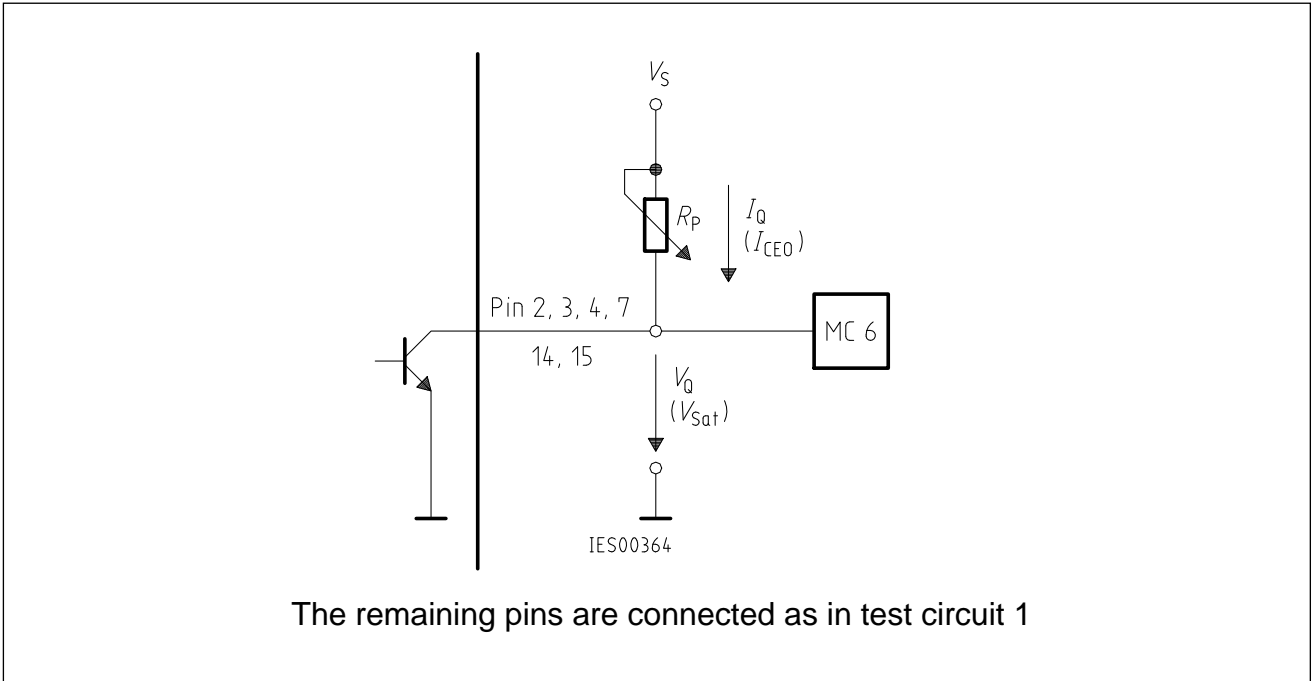 VS
RP
IQ
(ICEO)
Pin 2, 3, 4, 7
14, 15
MC 6
VQ
(VSat)
IES00364
The remaining pins are connected as in test circuit 1